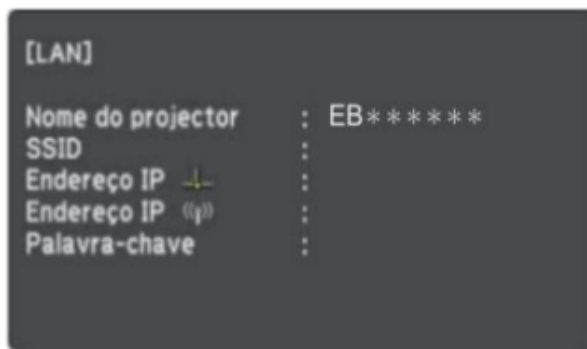 [LAN]
Nome do projector : EB******
SSID :
Endereço IP :
Endereço IP :
Palavra-chave :